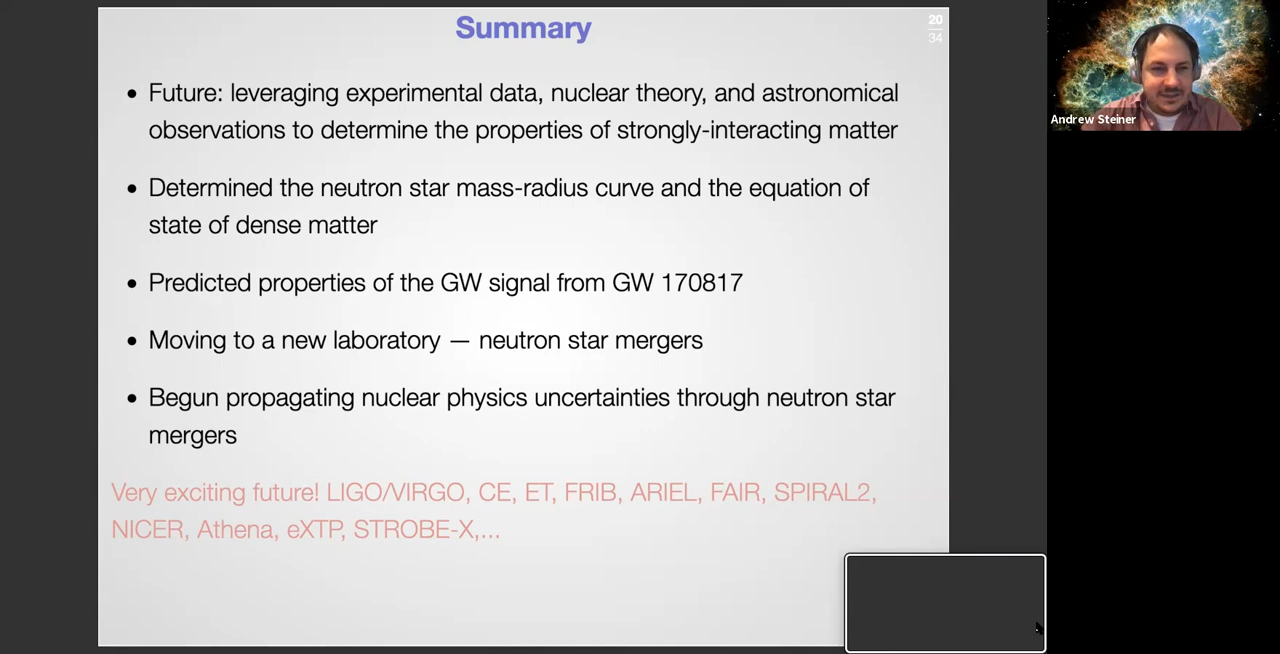 Summary
20
34
• Future: leveraging experimental data, nuclear theory, and astronomical
observations to determine the properties of strongly-interacting matter
• Determined the neutron star mass-radius curve and the equation of
state of dense matter
• Predicted properties of the GW signal from GW 170817
• Moving to a new laboratory — neutron star mergers
• Begun propagating nuclear physics uncertainties through neutron star
mergers
Very exciting future! LIGO/VIRGO, CE, ET, FRIB, ARIEL, FAIR, SPIRAL2,
NICER, Athena, eXTP, STROBE-X,...
Andrew Steiner